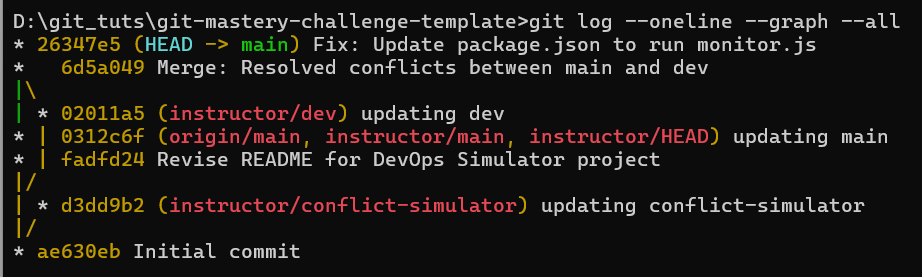 D:\git_tuts\git-mastery-challenge-template>git log --oneline --graph --all
* 26347e5 (HEAD -> main) Fix: Update package.json to run monitor.js
*   6d5a049 Merge: Resolved conflicts between main and dev
|\
| * 02011a5 (instructor/dev) updating dev
* | 0312c6f (origin/main, instructor/main, instructor/HEAD) updating main
* | fadfd24 Revise README for DevOps Simulator project
|/
| * d3dd9b2 (instructor/conflict-simulator) updating conflict-simulator
|/
* ae630eb Initial commit